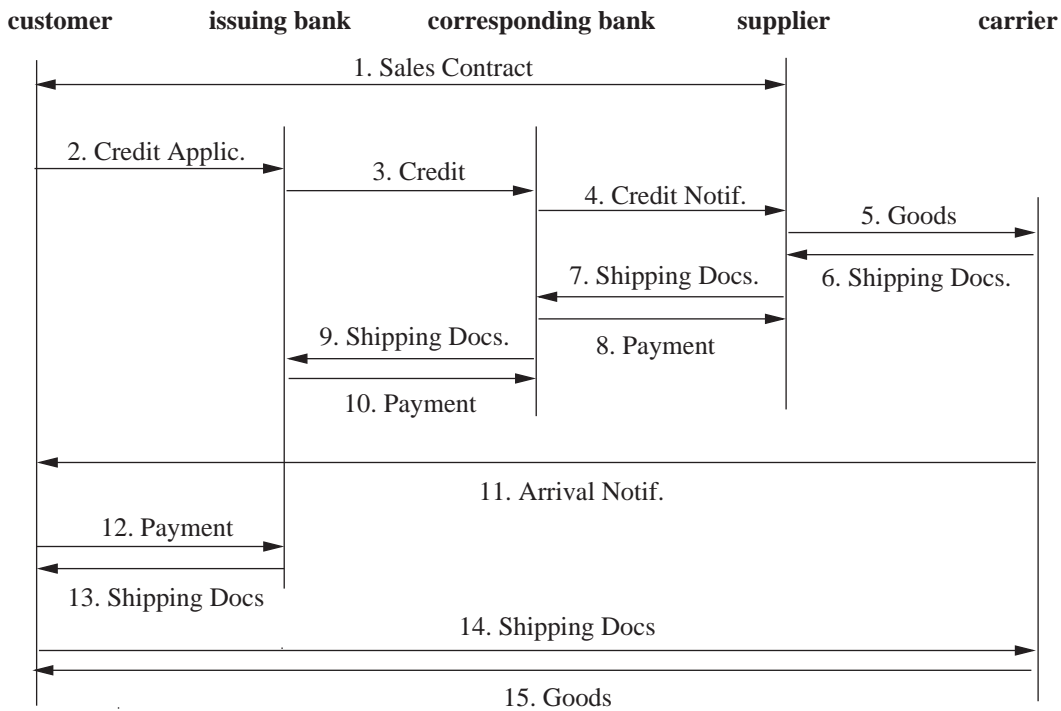 customer issuing bank corresponding bank supplier carrier
1. Sales Contract
2. Credit Applic.
3. Credit
4. Credit Notif.
5. Goods
6. Shipping Docs.
7. Shipping Docs.
8. Payment
9. Shipping Docs.
10. Payment
11. Arrival Notif.
12. Payment
13. Shipping Docs
14. Shipping Docs
15. Goods